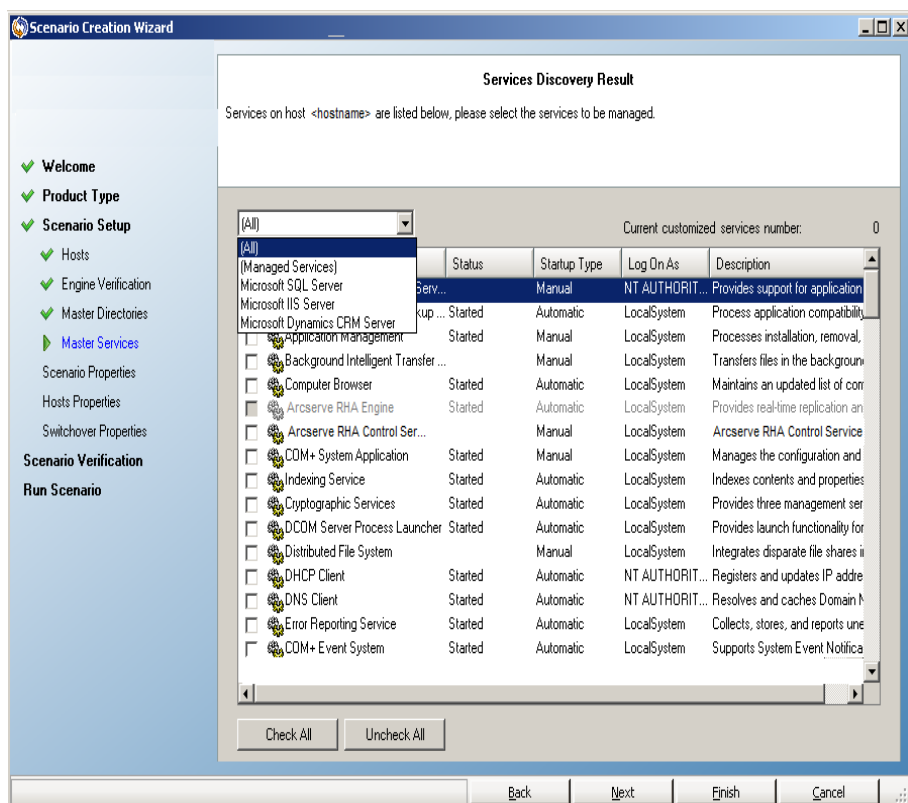 Scenario Creation Wizard
Services Discovery Result
Services on host <hostname> are listed below, please select the services to be managed.
Welcome
Product Type
Scenario Setup
Hosts
Engine Verification
Master Directories
Master Services
Scenario Properties
Hosts Properties
Switchover Properties
Scenario Verification
Run Scenario
(All)
Current customized services number: 0
(All)
(Managed Services)
Microsoft SQL Server
Microsoft IIS Server
Microsoft Dynamics CRM Server
Status Startup Type Log On As Description
Serv... Manual NT AUTHORIT... Provides support for application
kup ... Started Automatic LocalSystem Process application compatibility
Application Management Started Manual LocalSystem Processes installation, removal,
Background Intelligent Transfer ... Manual LocalSystem Transfers files in the backgroun
Computer Browser Started Automatic LocalSystem Maintains an updated list of com
Arcserve RHA Engine Started Automatic LocalSystem Provides real-time replication an
Arcserve RHA Control Ser... Manual LocalSystem Arcserve RHA Control Service
COM+ System Application Started Manual LocalSystem Manages the configuration and
Indexing Service Started Automatic LocalSystem Indexes contents and properties
Cryptographic Services Started Automatic LocalSystem Provides three management ser
DCOM Server Process Launcher Started Automatic LocalSystem Provides launch functionality for
Distributed File System Manual LocalSystem Integrates disparate file shares i
DHCP Client Started Automatic NT AUTHORIT... Registers and updates IP addre
DNS Client Started Automatic NT AUTHORIT... Resolves and caches Domain N
Error Reporting Service Started Automatic LocalSystem Collects, stores, and reports une
COM+ Event System Started Automatic LocalSystem Supports System Event Notifica
Check All Uncheck All
Back Next Finish Cancel